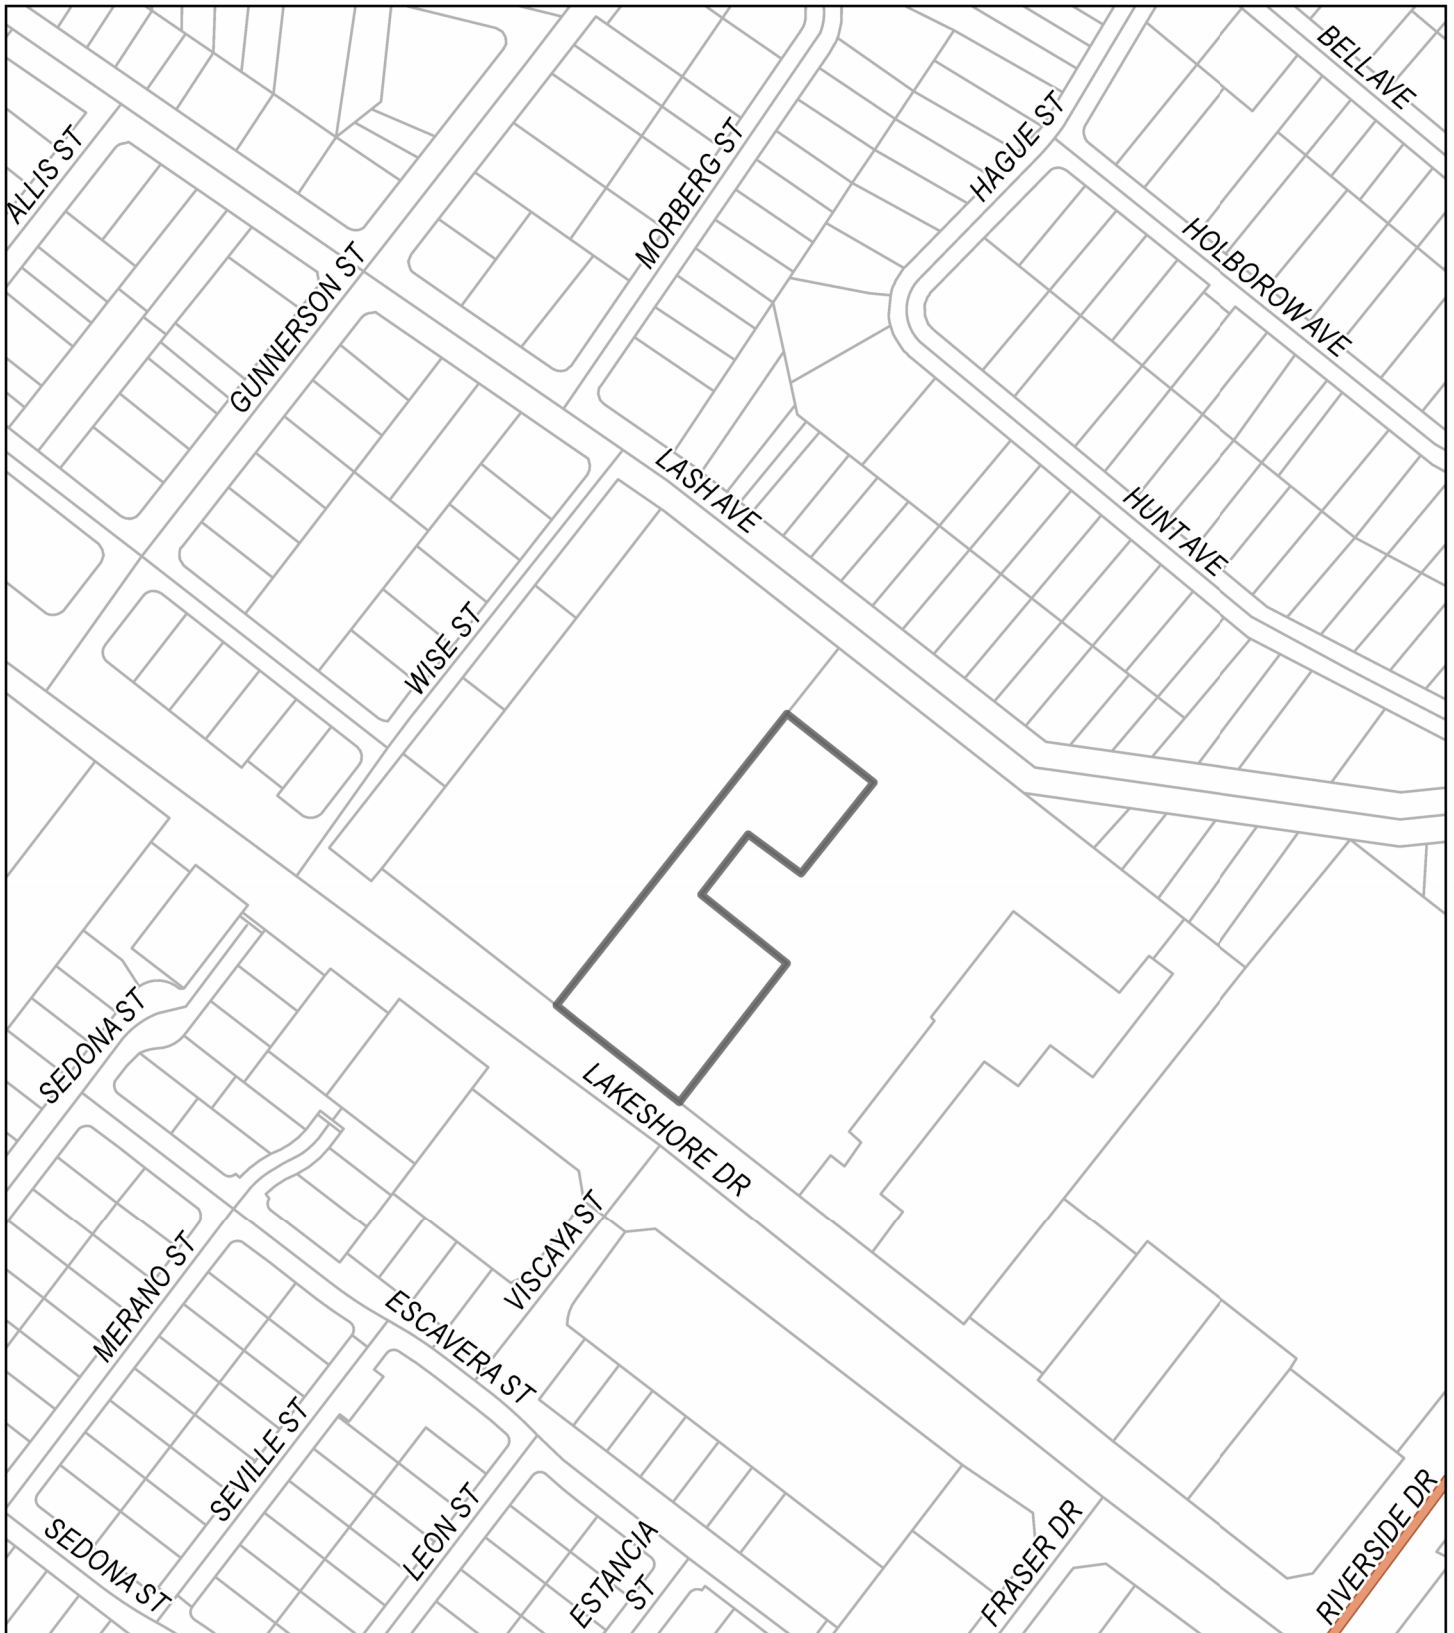 BELL AVE
ALLIS ST
MORBERG ST
HAGUE ST
HOLBOROW AVE
GUNNERSON ST
LASH AVE
HUNT AVE
WISE ST
SEDONA ST
LAKESHORE DR
VISCAYA ST
MERANO ST
ESCAVERA ST
SEVILLE ST
LEON ST
SEDONA ST
ESTANCIA
ST
FRASER DR
RIVERSIDE DR